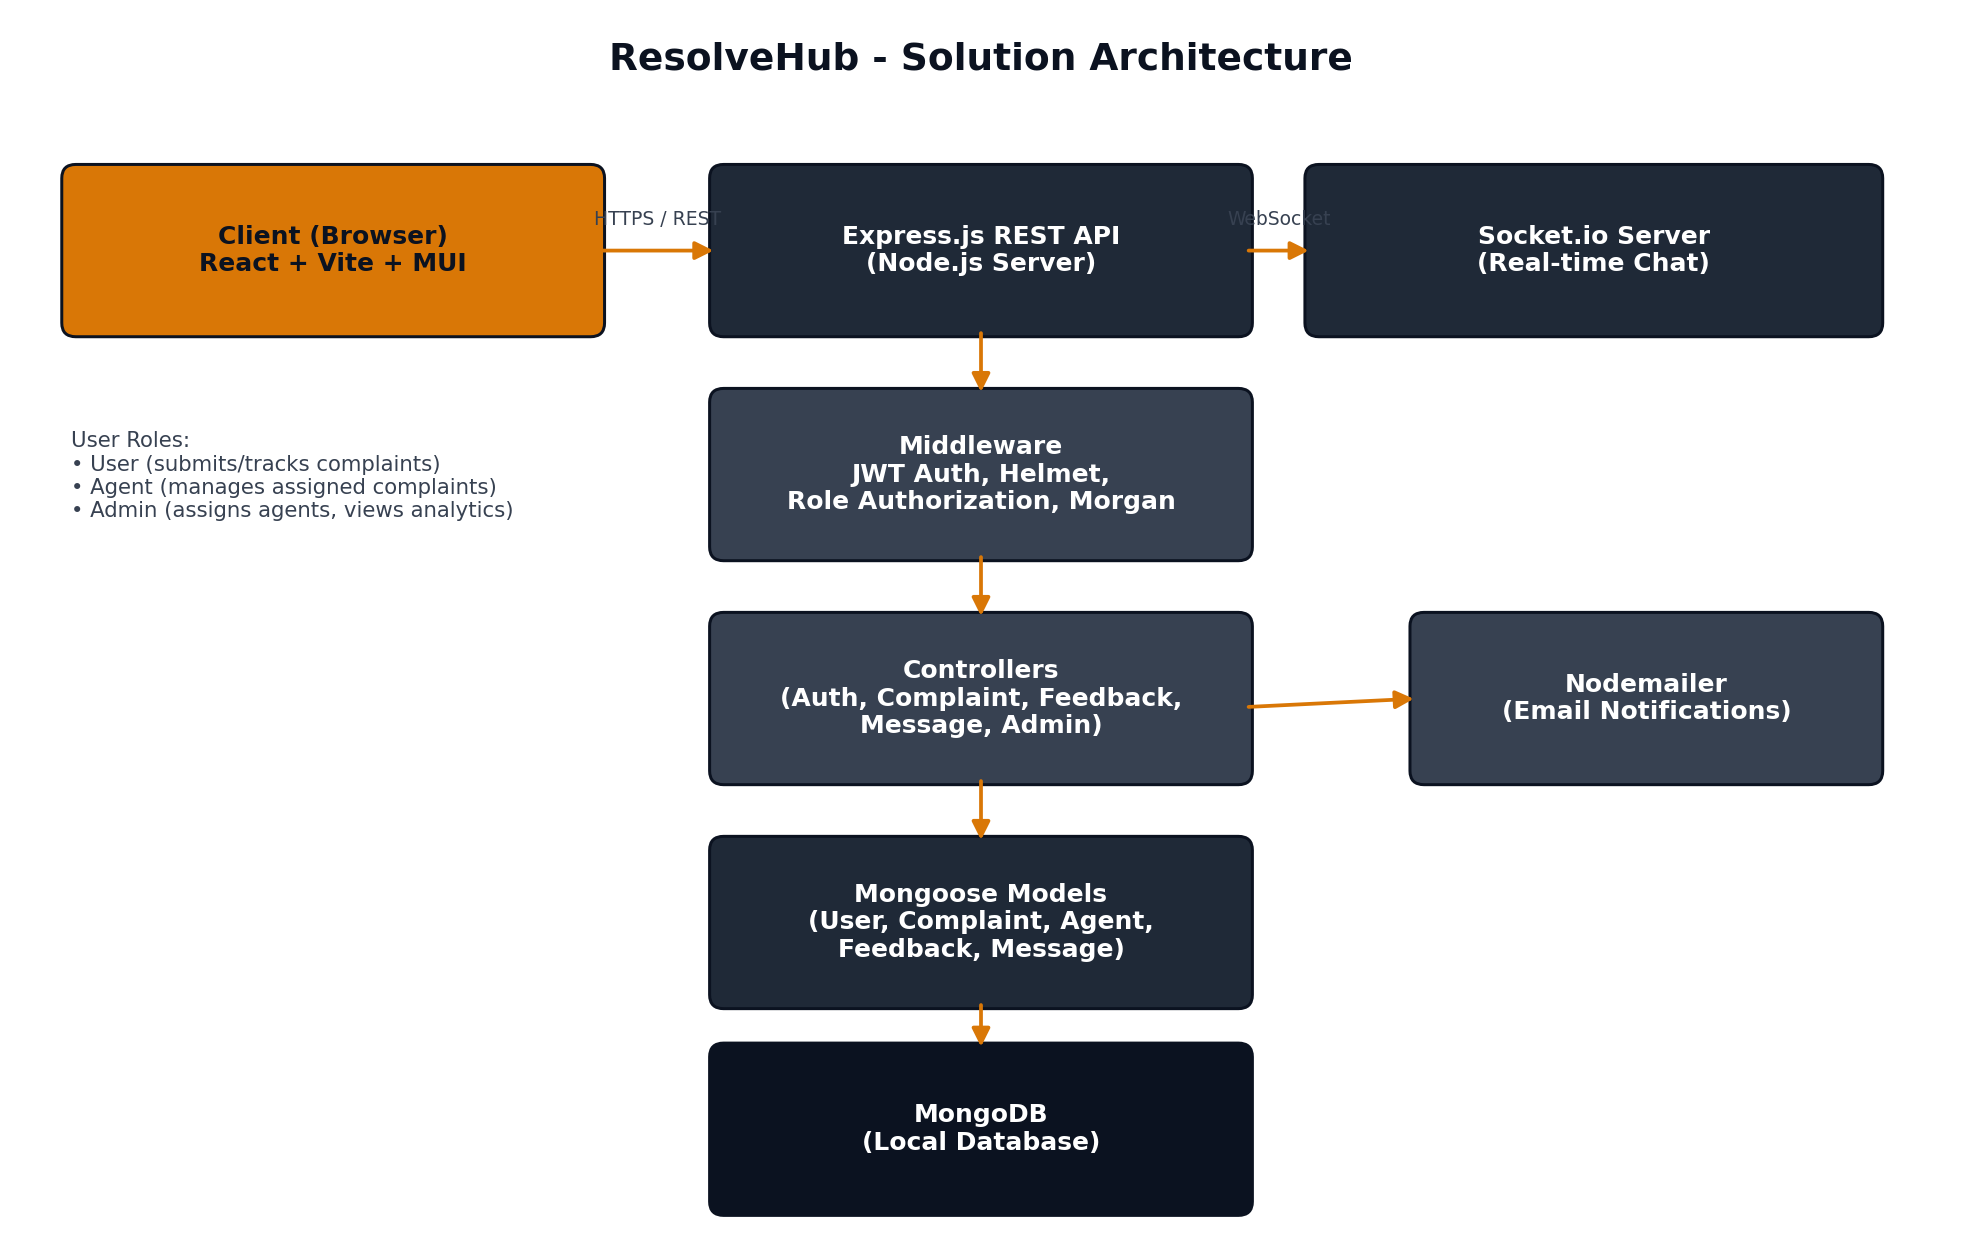 ResolveHub - Solution Architecture
Client (Browser)
React + Vite + MUI
HTTPS / REST
Express.js REST API
(Node.js Server)
WebSocket
Socket.io Server
(Real-time Chat)
User Roles:
• User (submits/tracks complaints)
• Agent (manages assigned complaints)
• Admin (assigns agents, views analytics)
Middleware
JWT Auth, Helmet,
Role Authorization, Morgan
Controllers
(Auth, Complaint, Feedback,
Message, Admin)
Nodemailer
(Email Notifications)
Mongoose Models
(User, Complaint, Agent,
Feedback, Message)
MongoDB
(Local Database)